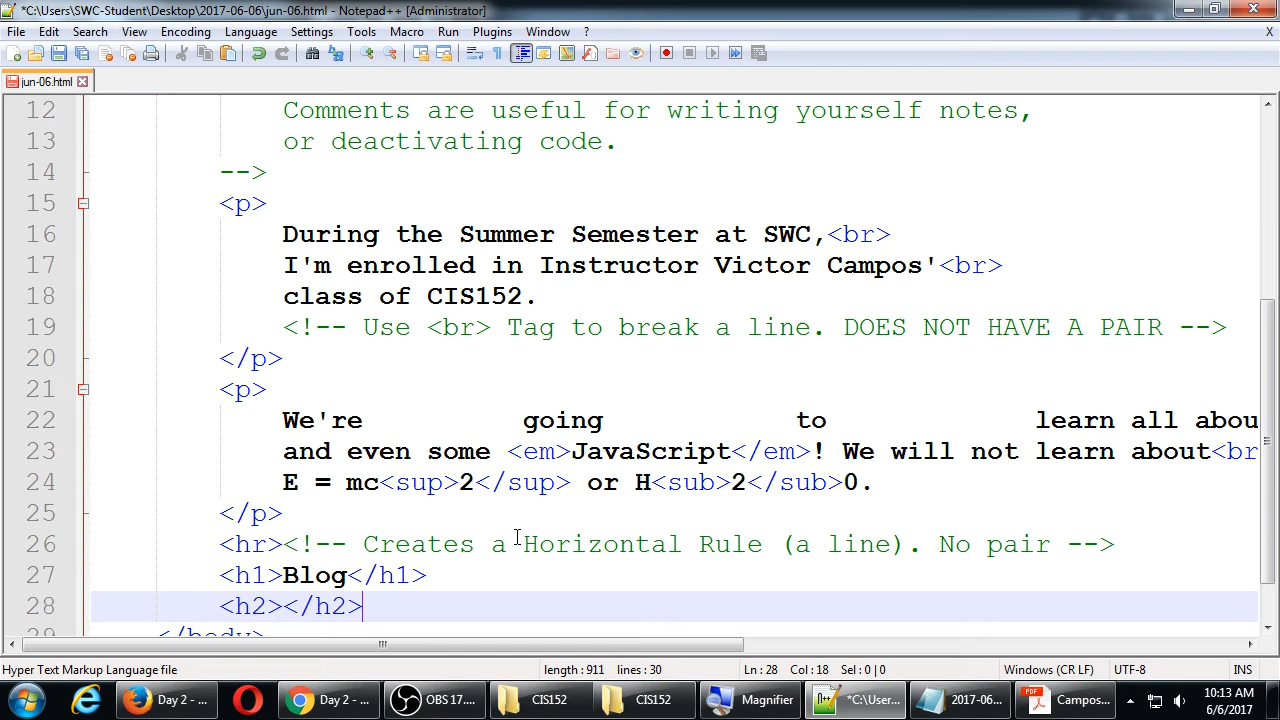 *C:\Users\SWC-Student\Desktop\2017-06-06\jun-06.html - Notepad++ [Administrator]
File Edit Search View Encoding Language Settings Tools Macro Run Plugins Window ? X
jun-06.html
12 Comments are useful for writing yourself notes,
13 or deactivating code.
14 -->
15 <p>
16 During the Summer Semester at SWC,<br>
17 I'm enrolled in Instructor Victor Campos'<br>
18 class of CIS152.
19 <!-- Use <br> Tag to break a line. DOES NOT HAVE A PAIR -->
20 </p>
21 <p>
22 We're going to learn all abou
23 and even some <em>JavaScript</em>! We will not learn about<br
24 E = mc<sup>2</sup> or H<sub>2</sub>0.
25 </p>
26 <hr><!-- Creates a Horizontal Rule (a line). No pair -->
27 <h1>Blog</h1>
28 <h2></h2>
29 </body>
Hyper Text Markup Language file length : 911 lines : 30 Ln : 28 Col : 18 Sel : 0 | 0 Windows (CR LF) UTF-8 INS
Day 2 - ... Day 2 - ... OBS 17.... CIS152 CIS152 Magnifier *C:\User... 2017-06... Campos... 10:13 AM
6/6/2017